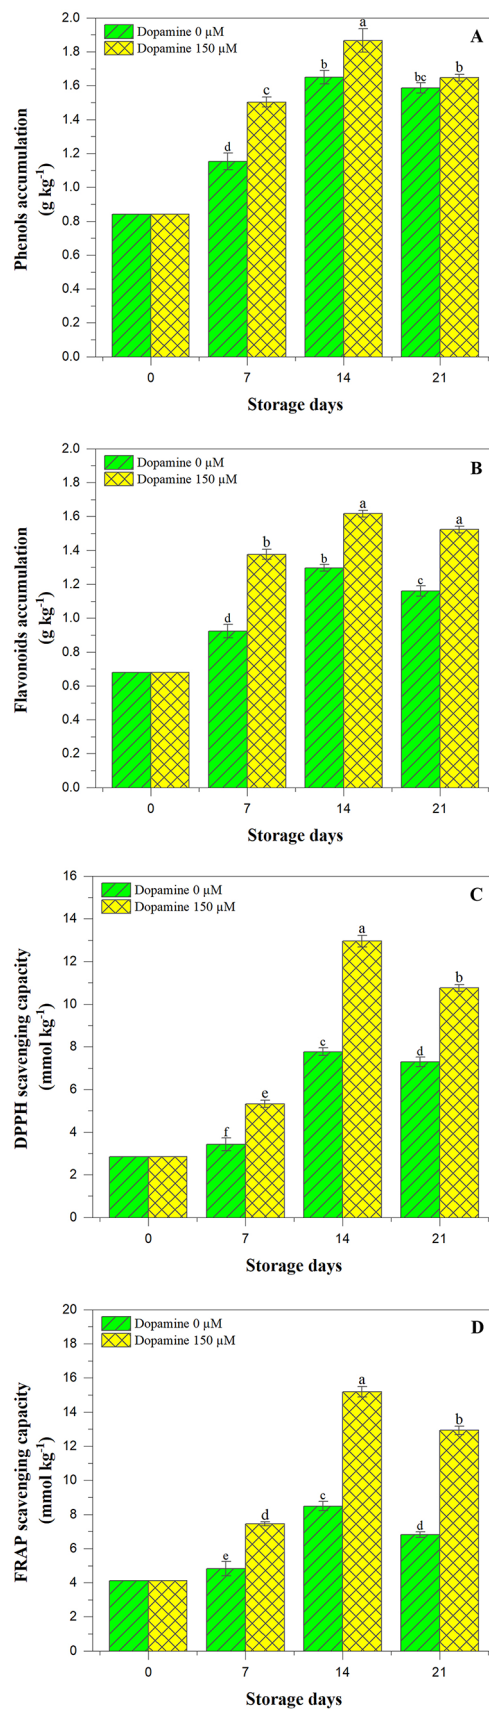 Dopamine 0 μM
Dopamine 150 μM
A
Phenols accumulation
(g kg⁻¹)
2.0
1.8
1.6
1.4
1.2
1.0
0.8
0.6
0.4
0.2
0.0
d
c
b
a
bc
b
0 7 14 21
Storage days
Dopamine 0 μM
Dopamine 150 μM
B
Flavonoids accumulation
(g kg⁻¹)
2.0
1.8
1.6
1.4
1.2
1.0
0.8
0.6
0.4
0.2
0.0
d
b
b
a
c
a
0 7 14 21
Storage days
Dopamine 0 μM
Dopamine 150 μM
C
DPPH scavenging capacity
(mmol kg⁻¹)
16
14
12
10
8
6
4
2
0
f
e
c
a
d
b
0 7 14 21
Storage days
Dopamine 0 μM
Dopamine 150 μM
D
FRAP scavenging capacity
(mmol kg⁻¹)
20
18
16
14
12
10
8
6
4
2
0
e
d
c
a
d
b
0 7 14 21
Storage days